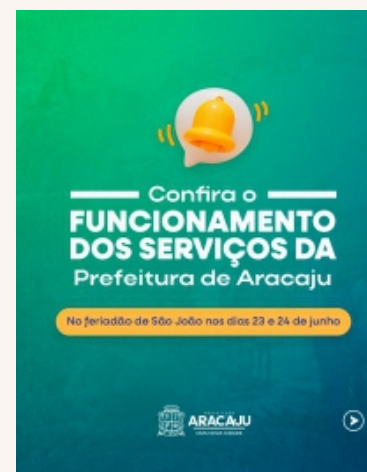 Confira o
FUNCIONAMENTO
DOS SERVIÇOS DA
Prefeitura de Aracaju
No feriadão de São João nos dias 23 e 24 de junho
ARACAJU